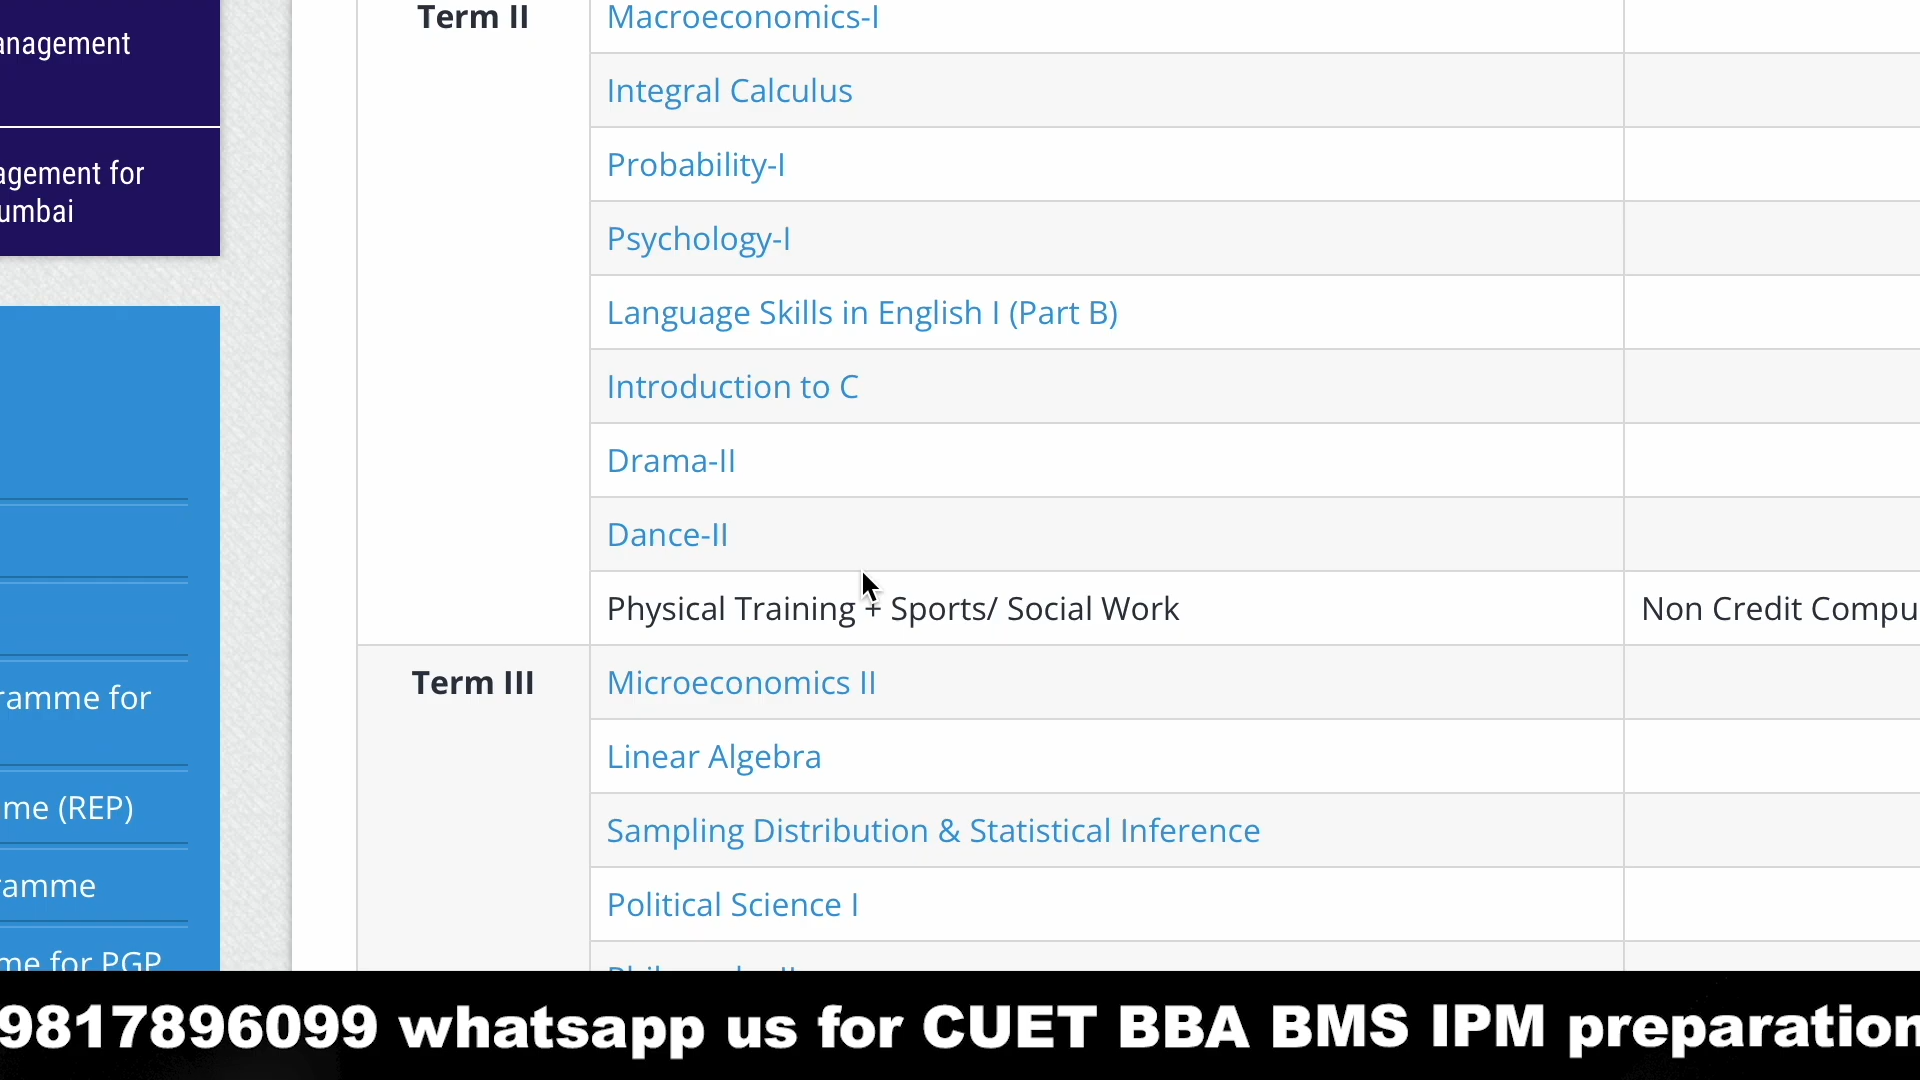 anagement
agement for
umbai
ramme for
me (REP)
ramme
me for PGP
Term II
Macroeconomics-I
Integral Calculus
Probability-I
Psychology-I
Language Skills in English I (Part B)
Introduction to C
Drama-II
Dance-II
Physical Training + Sports/ Social Work
Non Credit Compu
Term III
Microeconomics II
Linear Algebra
Sampling Distribution & Statistical Inference
Political Science I
9817896099 whatsapp us for CUET BBA BMS IPM preparation